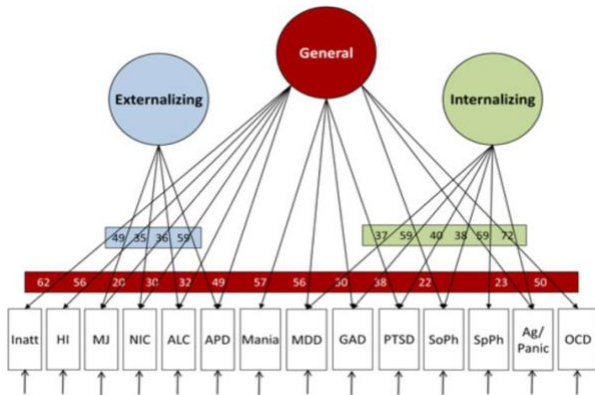 General
Externalizing
Internalizing
49 35 36 59
37 59 40 38 59 72
62 56 20 30 32 49 57 56 30 38 22 23 50
Inatt HI MJ NIC ALC APD Mania MDD GAD PTSD SoPh SpPh Ag/ OCD
Panic